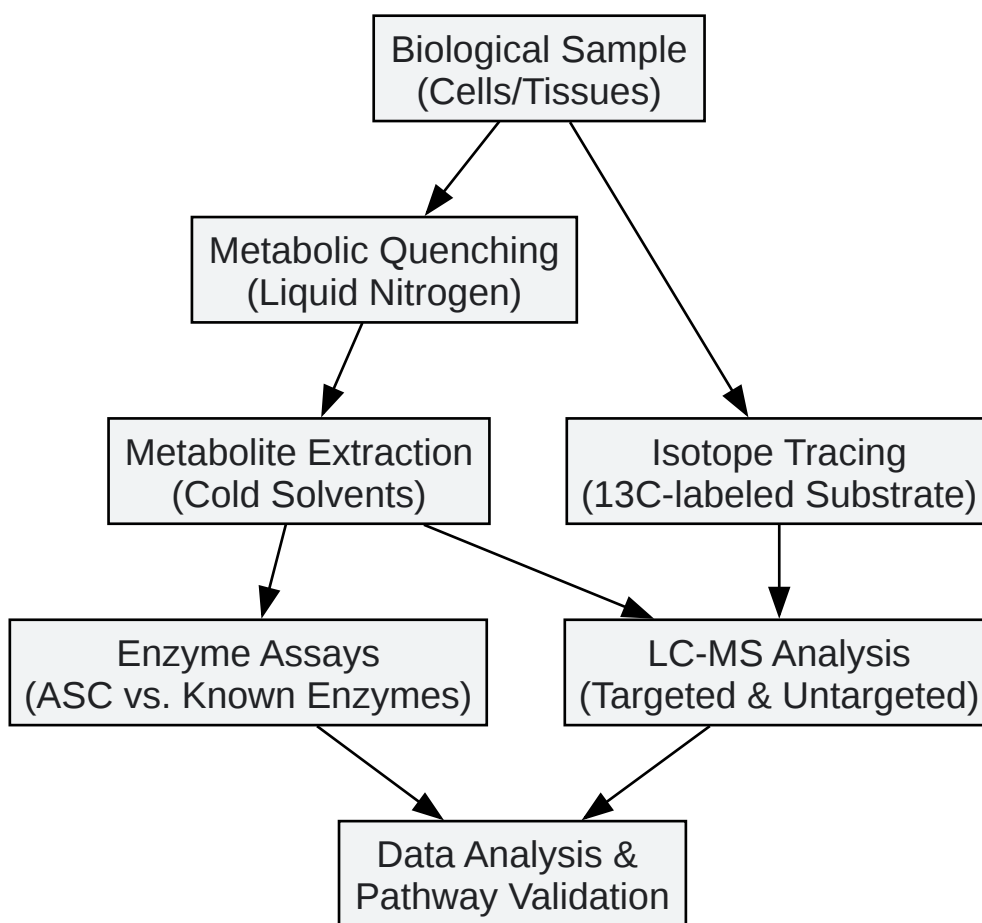 Biological Sample
(Cells/Tissues)
Metabolic Quenching
(Liquid Nitrogen)
Metabolite Extraction
(Cold Solvents)
Isotope Tracing
(13C-labeled Substrate)
Enzyme Assays
(ASC vs. Known Enzymes)
LC-MS Analysis
(Targeted & Untargeted)
Data Analysis &
Pathway Validation